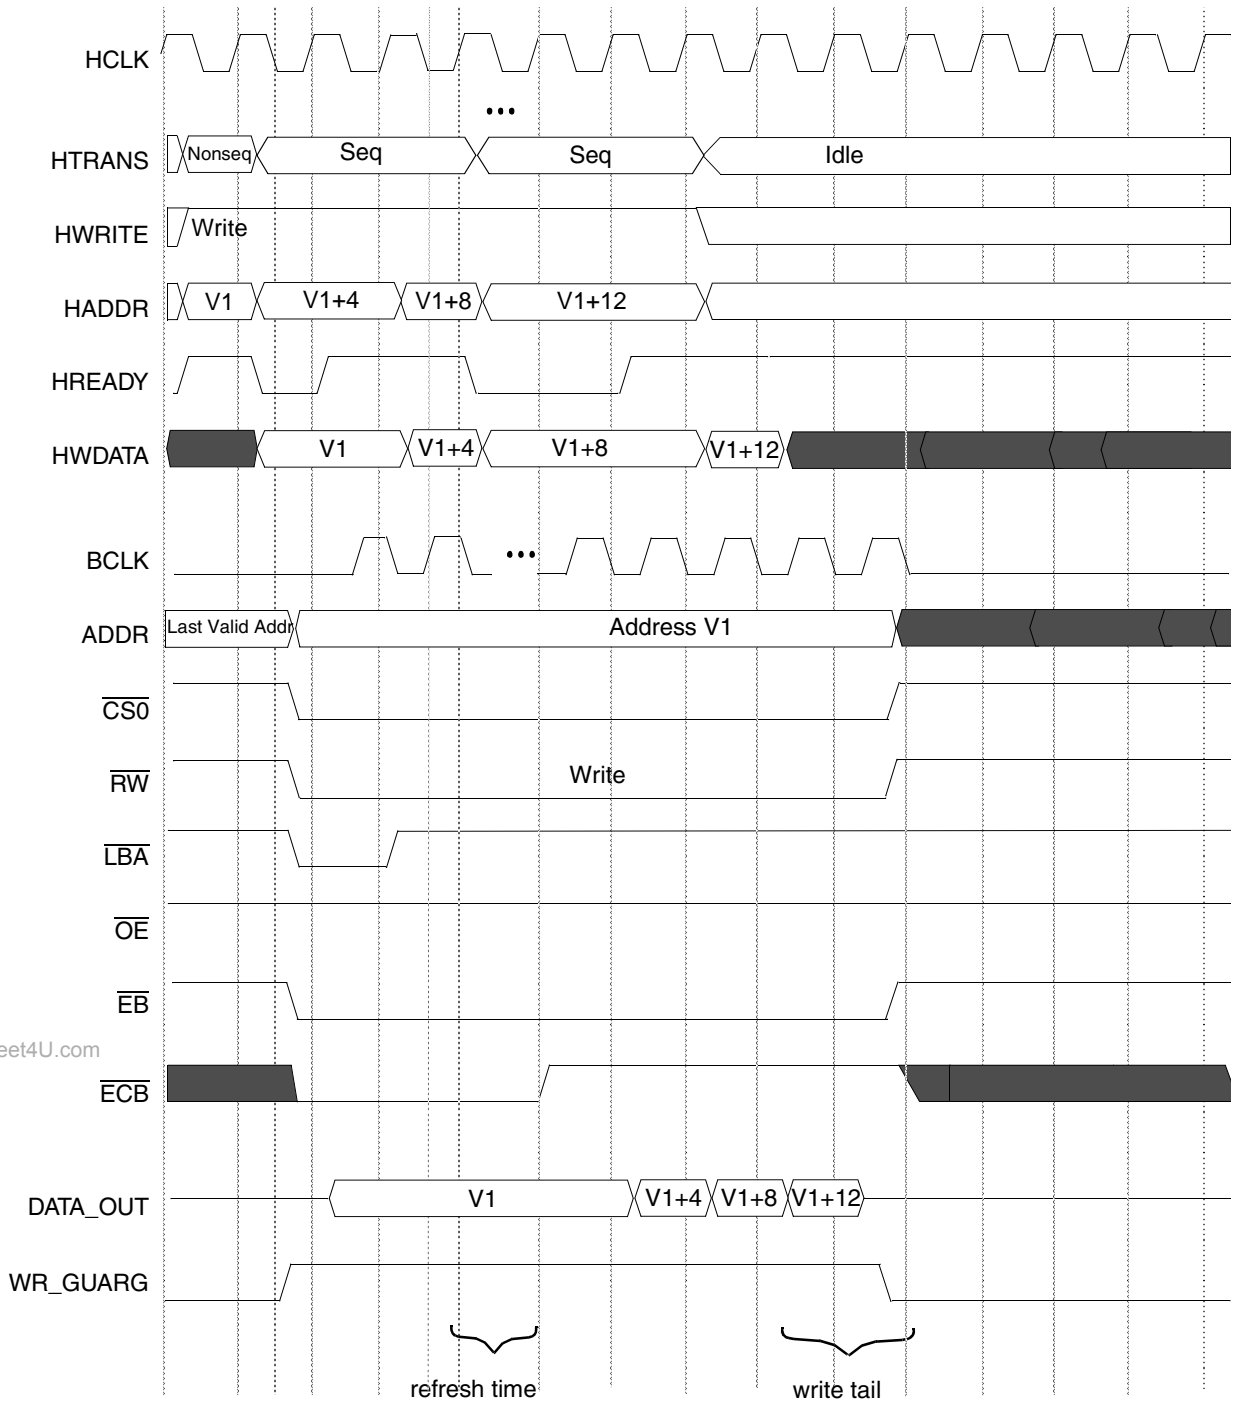 HCLK
•••
HTRANS
Nonseq
Seq
Seq
Idle
HWRITE
Write
HADDR
V1
V1+4
V1+8
V1+12
HREADY
HWDATA
V1
V1+4
V1+8
V1+12
BCLK
•••
ADDR
Last Valid Addr
Address V1
CS0
RW
Write
LBA
OE
EB
eet4U.com
ECB
DATA_OUT
V1
V1+4
V1+8
V1+12
WR_GUARG
refresh time
write tail